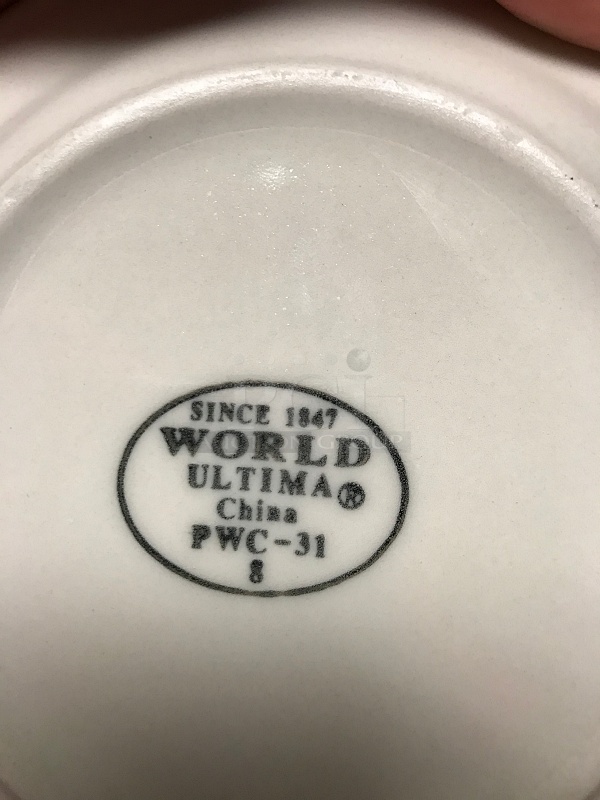 SINCE 1847
WORLD
ULTIMA®
China
PWC-31
8